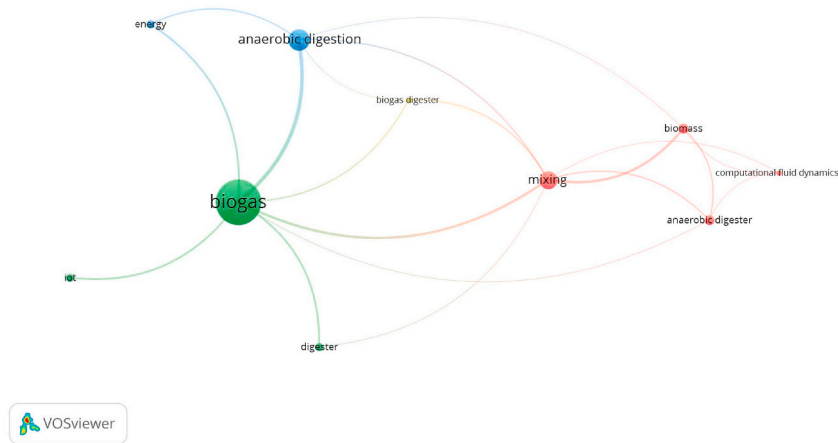 energy
anaerobic digestion
biogas digester
biomass
computational fluid dynamics
mixing
biogas
anaerobic digester
iot
digester
VOSviewer